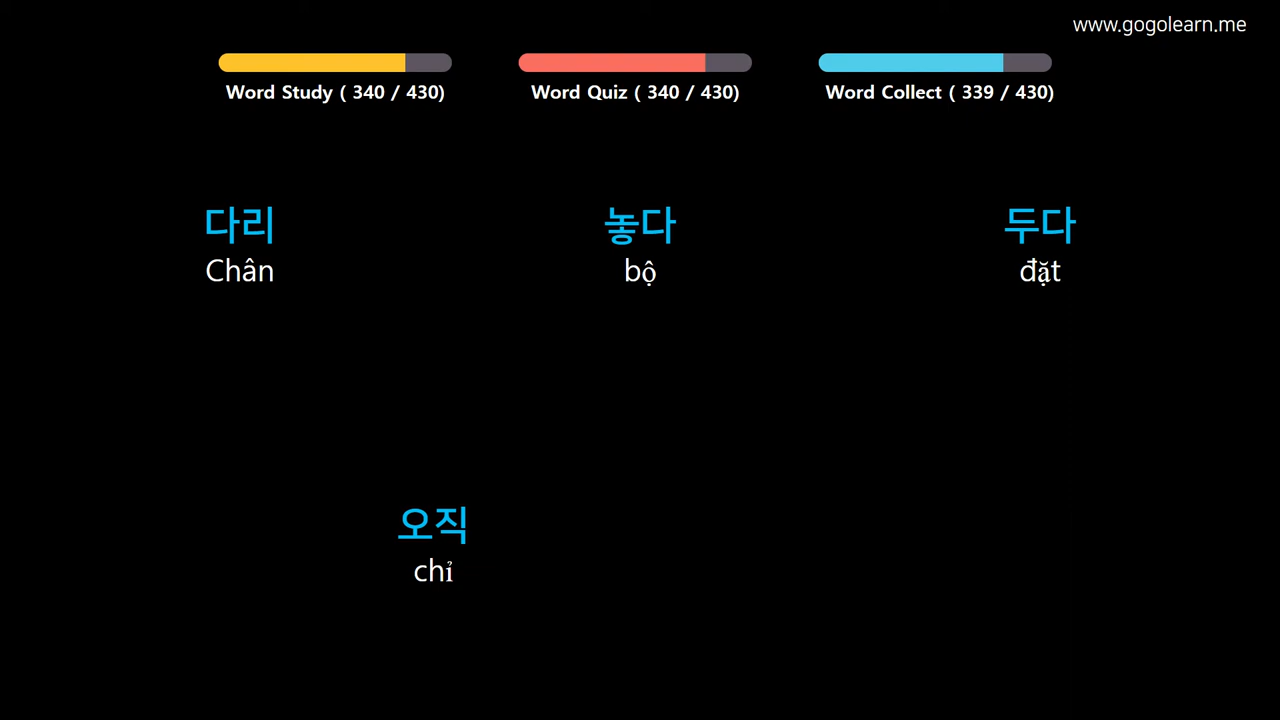 www.gogolearn.me
Word Study ( 340 / 430)
Word Quiz ( 340 / 430)
Word Collect ( 339 / 430)
다리
Chân
놓다
bộ
두다
đặt
오직
chỉ